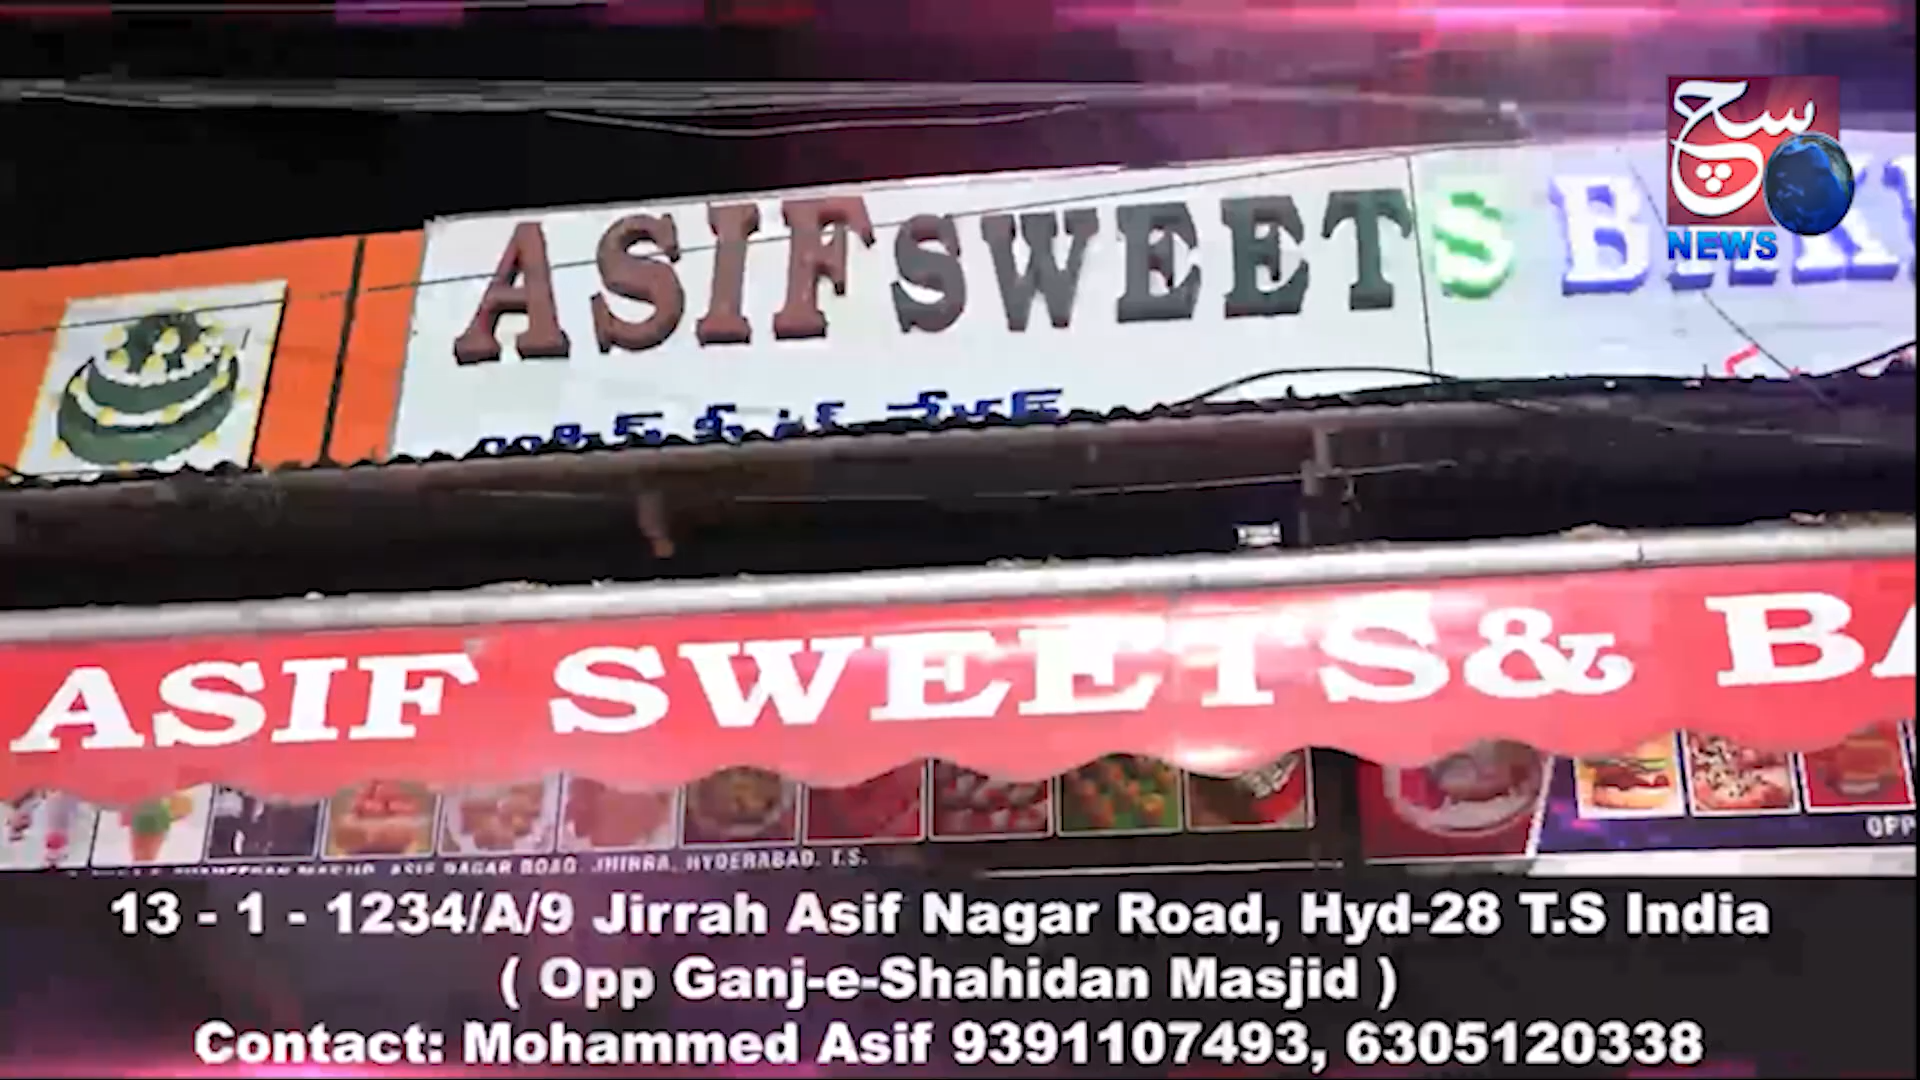 سچ
NEWS
ASIF SWEETS
ASIF SWEETS & BA
ASIF NAGAR ROAD, JHIRRA, HYDERABAD. T.S.
OPP
13 - 1 - 1234/A/9 Jirrah Asif Nagar Road, Hyd-28 T.S India
( Opp Ganj-e-Shahidan Masjid )
Contact: Mohammed Asif 9391107493, 6305120338